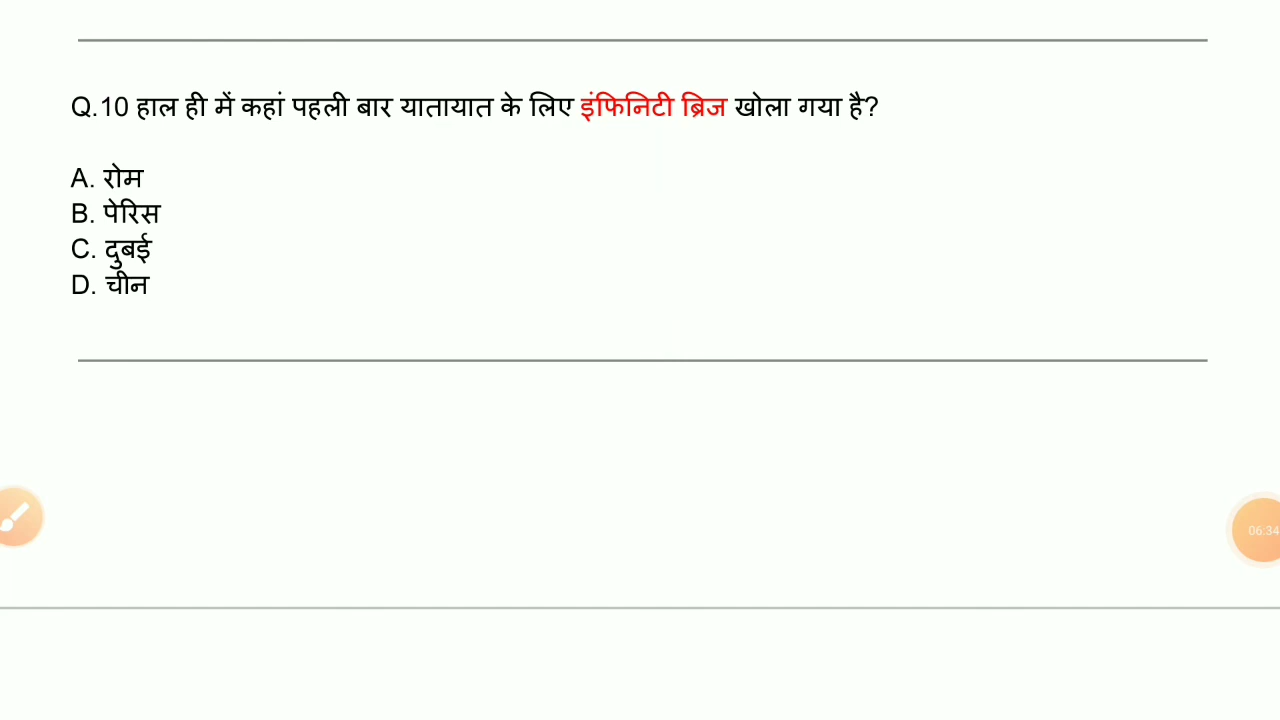 Q.10 हाल ही में कहां पहली बार यातायात के लिए इंफिनिटी ब्रिज खोला गया है?
A. रोम
B. पेरिस
C. दुबई
D. चीन
06:34